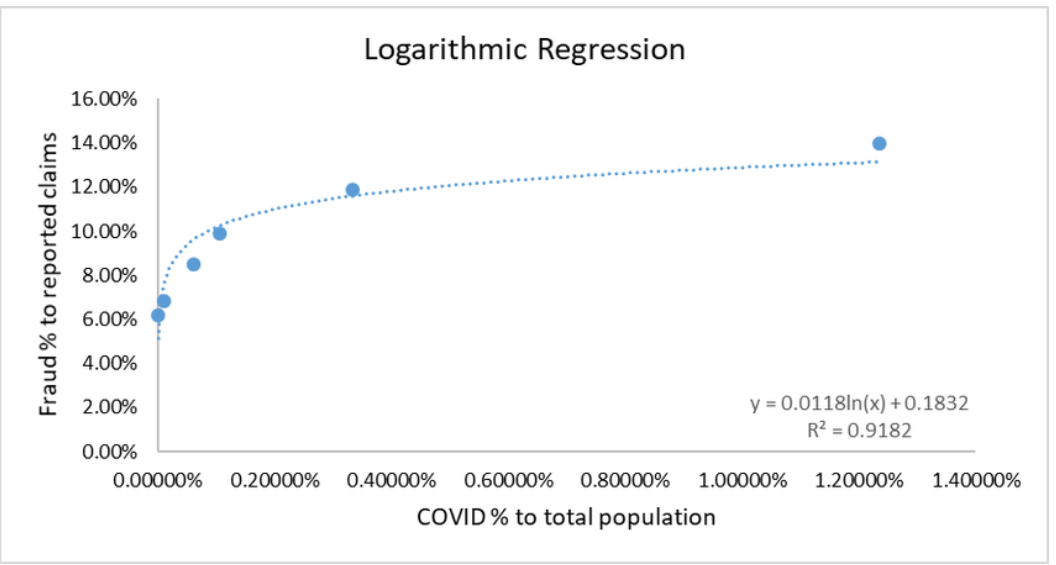 Logarithmic Regression
16.00%
14.00%
12.00%
10.00%
8.00%
6.00%
4.00%
2.00%
0.00%
Fraud % to reported claims
y = 0.0118ln(x) + 0.1832
R² = 0.9182
0.00000% 0.20000% 0.40000% 0.60000% 0.80000% 1.00000% 1.20000% 1.40000%
COVID % to total population